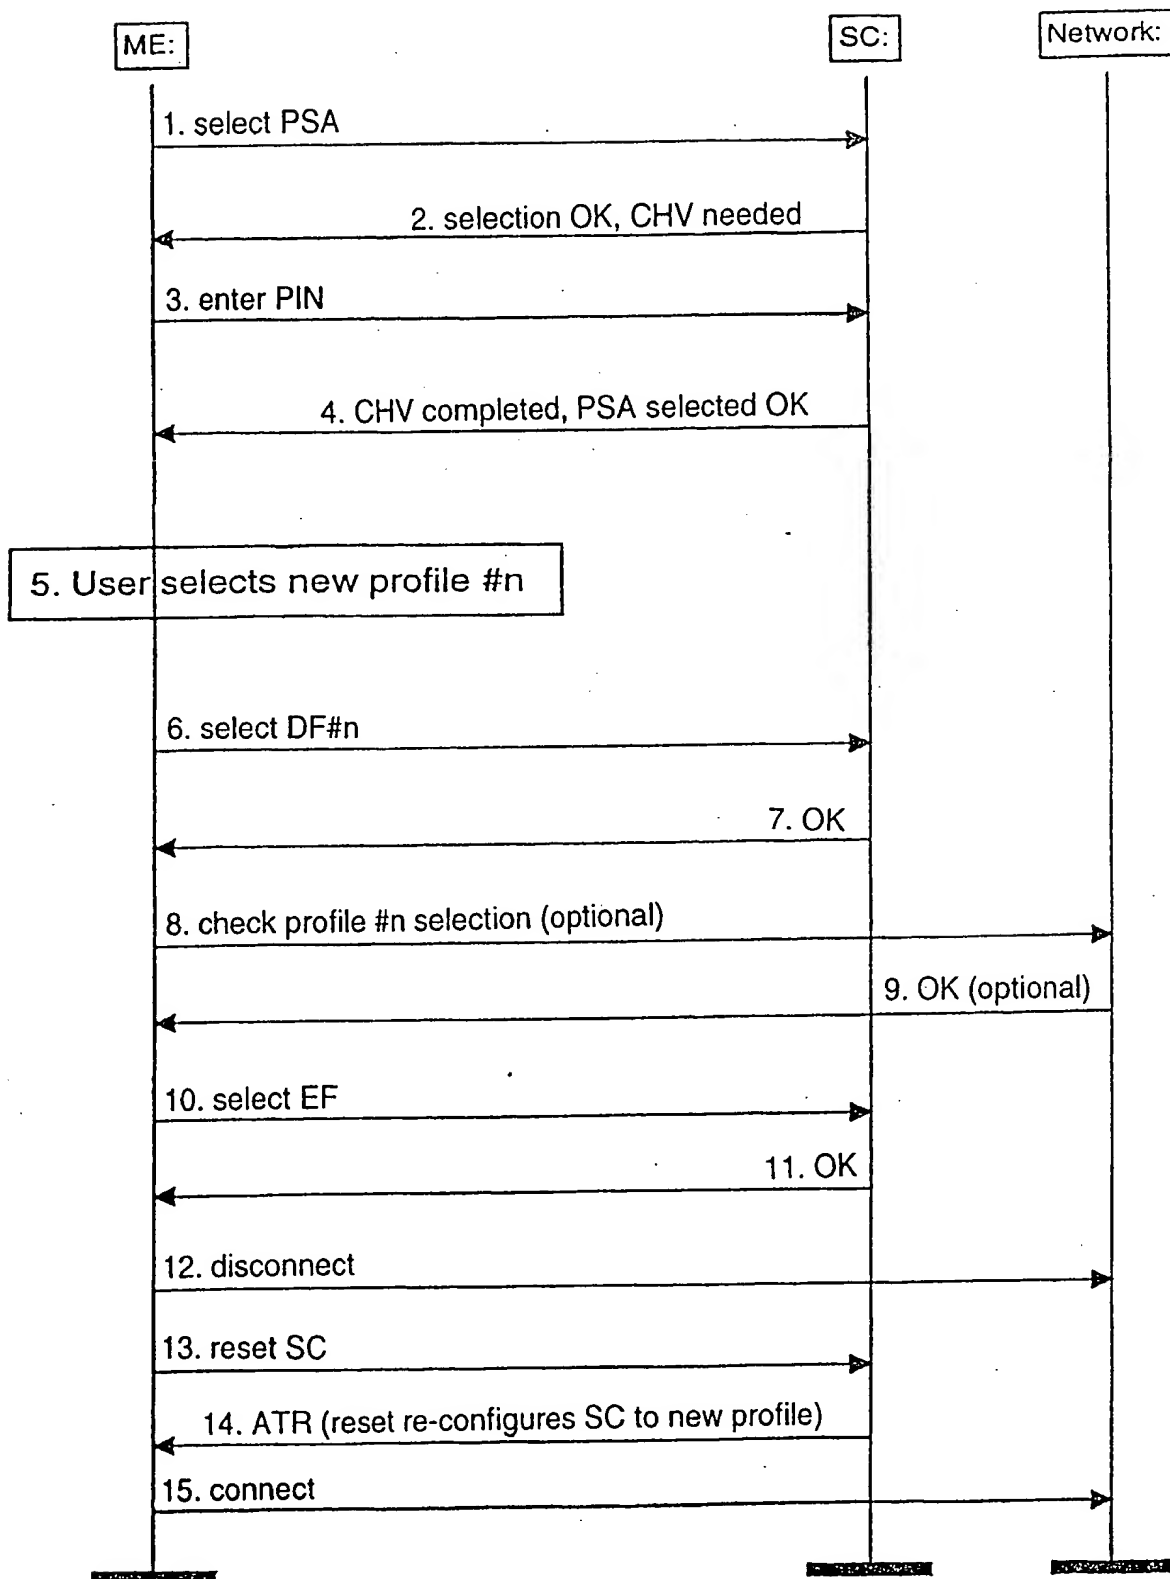 ME:
SC:
Network:
1. select PSA
2. selection OK, CHV needed
3. enter PIN
4. CHV completed, PSA selected OK
5. User selects new profile #n
6. select DF#n
7. OK
8. check profile #n selection (optional)
9. OK (optional)
10. select EF
11. OK
12. disconnect
13. reset SC
14. ATR (reset re-configures SC to new profile)
15. connect